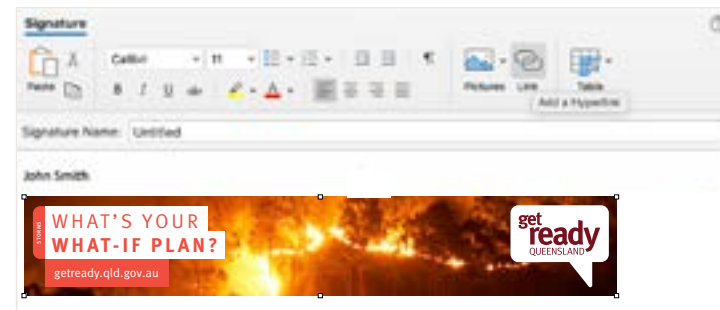 Signature
Calibri 11
Paste
B I U abc
A
Pictures Link Table
Add a Hyperlink
Signature Name: Untitled
John Smith
STORMS
WHAT'S YOUR
WHAT-IF PLAN?
getready.qld.gov.au
get
ready
QUEENSLAND